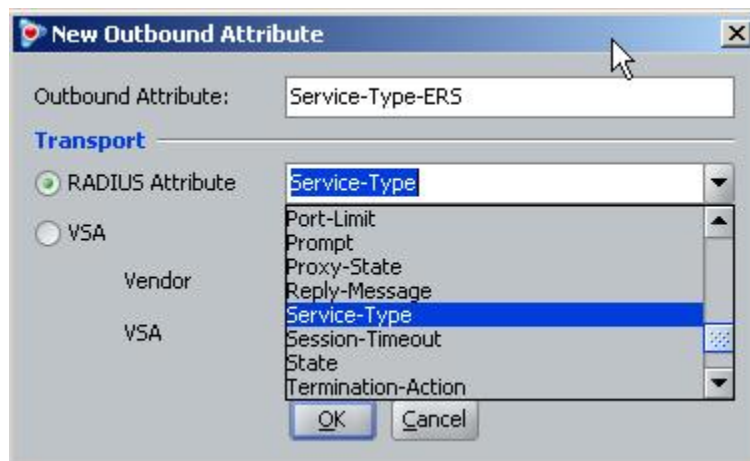 New Outbound Attribute
Outbound Attribute: Service-Type-ERS
Transport
RADIUS Attribute Service-Type
VSA
Port-Limit
Prompt
Proxy-State
Vendor
Reply-Message
Service-Type
VSA
Session-Timeout
State
Termination-Action
OK Cancel